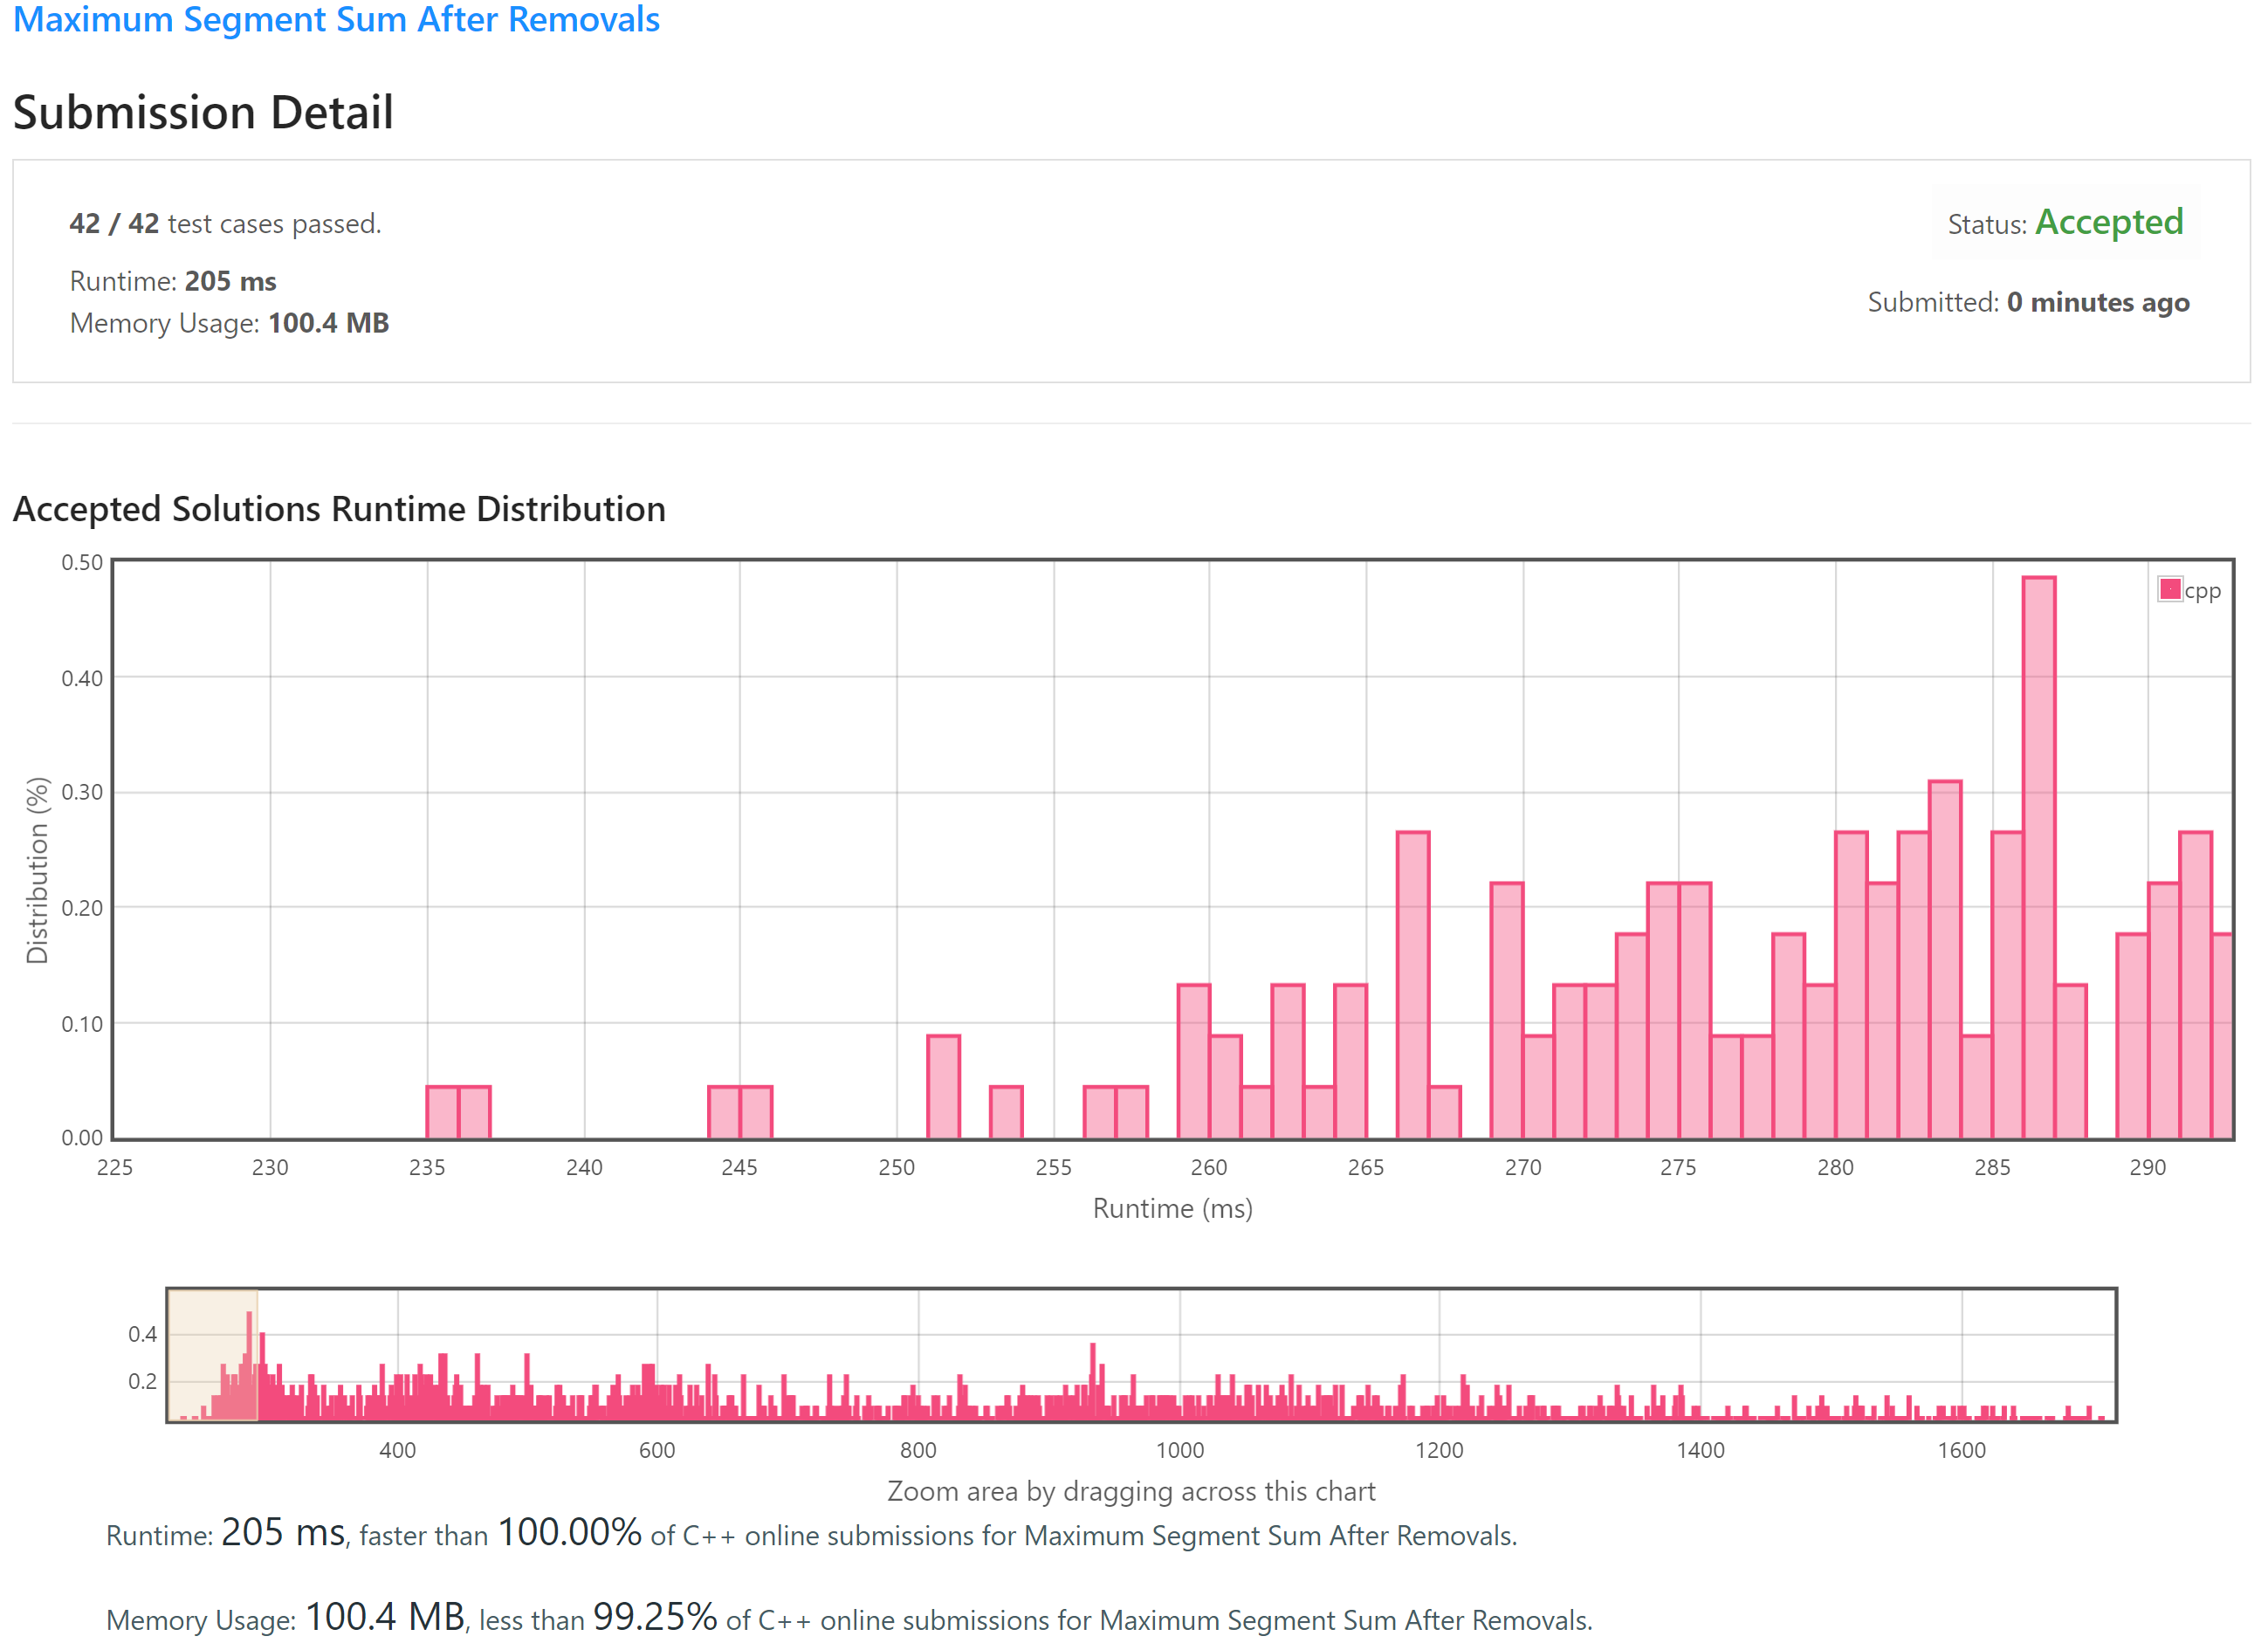 Maximum Segment Sum After Removals
Submission Detail
42 / 42 test cases passed.
Status: Accepted
Runtime: 205 ms
Submitted: 0 minutes ago
Memory Usage: 100.4 MB
Accepted Solutions Runtime Distribution
0.50
cpp
0.40
0.30
0.20
0.10
0.00
Distribution (%)
225 230 235 240 245 250 255 260 265 270 275 280 285 290
Runtime (ms)
0.4
0.2
400 600 800 1000 1200 1400 1600
Zoom area by dragging across this chart
Runtime: 205 ms, faster than 100.00% of C++ online submissions for Maximum Segment Sum After Removals.
Memory Usage: 100.4 MB, less than 99.25% of C++ online submissions for Maximum Segment Sum After Removals.